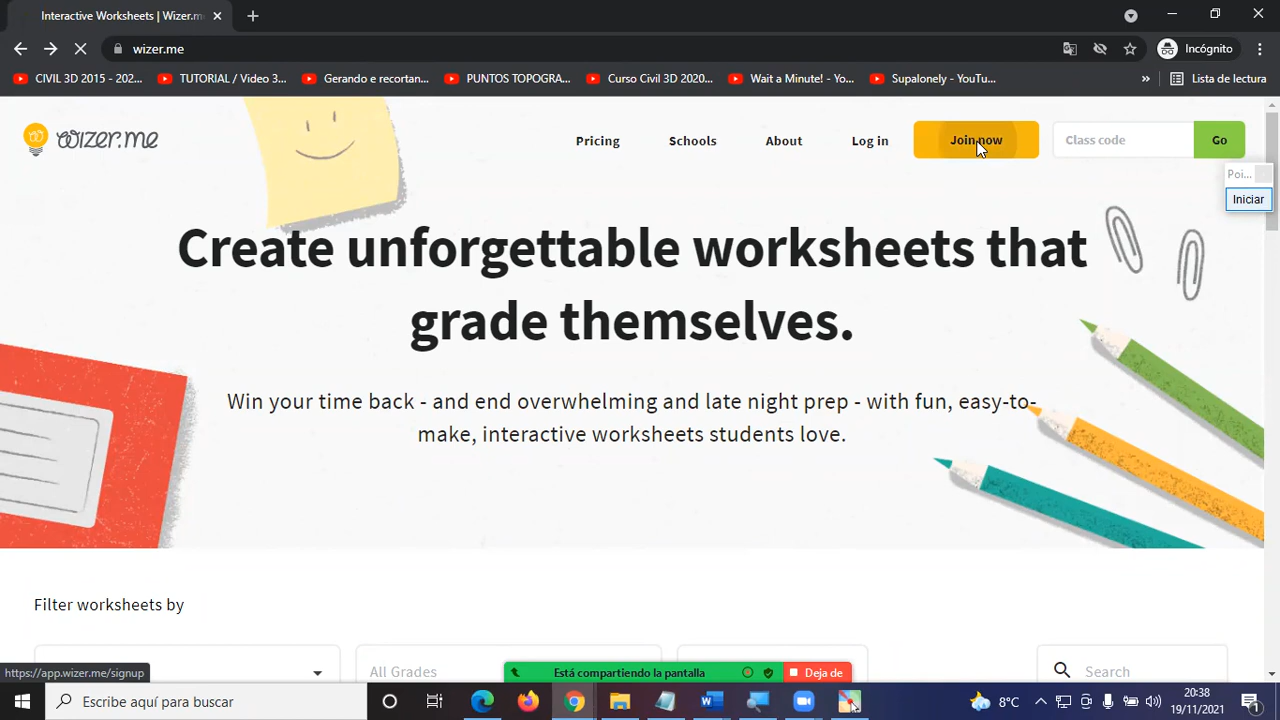 Interactive Worksheets | Wizer.m
wizer.me
Incógnito
CIVIL 3D 2015 - 202...
TUTORIAL / Video 3...
Gerando e recortan...
PUNTOS TOPOGRA...
Curso Civil 3D 2020...
Wait a Minute! - Yo...
Supalonely - YouTu...
»
Lista de lectura
wizer.me
Pricing
Schools
About
Log in
Join now
Class code
Go
Poi...
Iniciar
Create unforgettable worksheets that
grade themselves.
Win your time back - and end overwhelming and late night prep - with fun, easy-to-
make, interactive worksheets students love.
Filter worksheets by
All Grades
Search
https://app.wizer.me/signup
Está compartiendo la pantalla
Deja de
Escribe aquí para buscar
8°C
20:38
19/11/2021
1